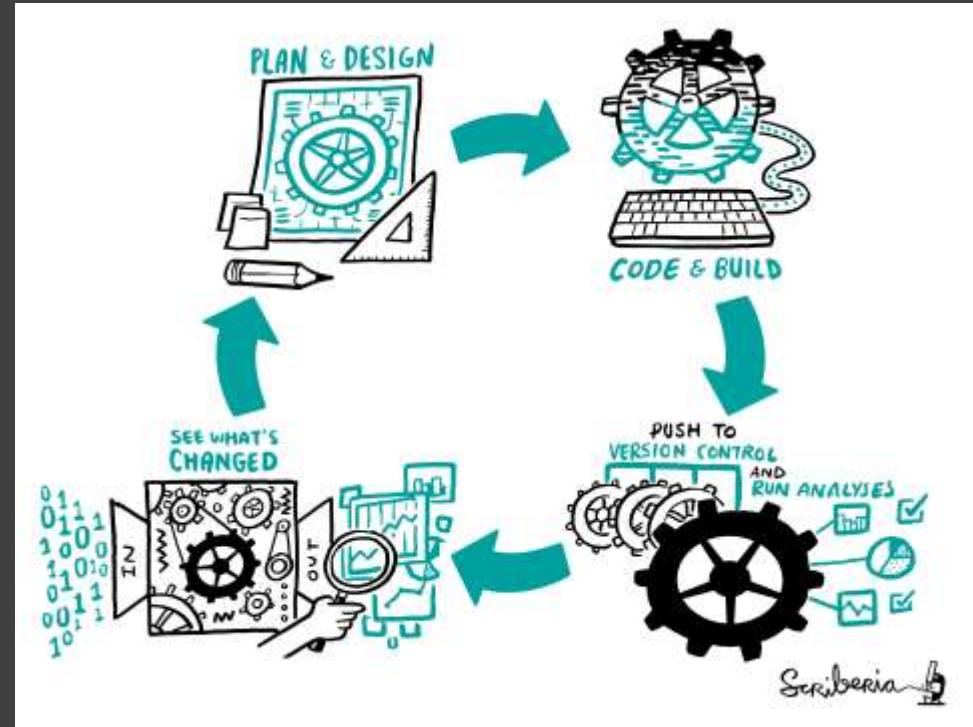 PLAN & DESIGN
CODE & BUILD
PUSH TO
VERSION CONTROL
AND
RUN ANALYSES
SEE WHAT'S
CHANGED
IN
OUT
Scriberia